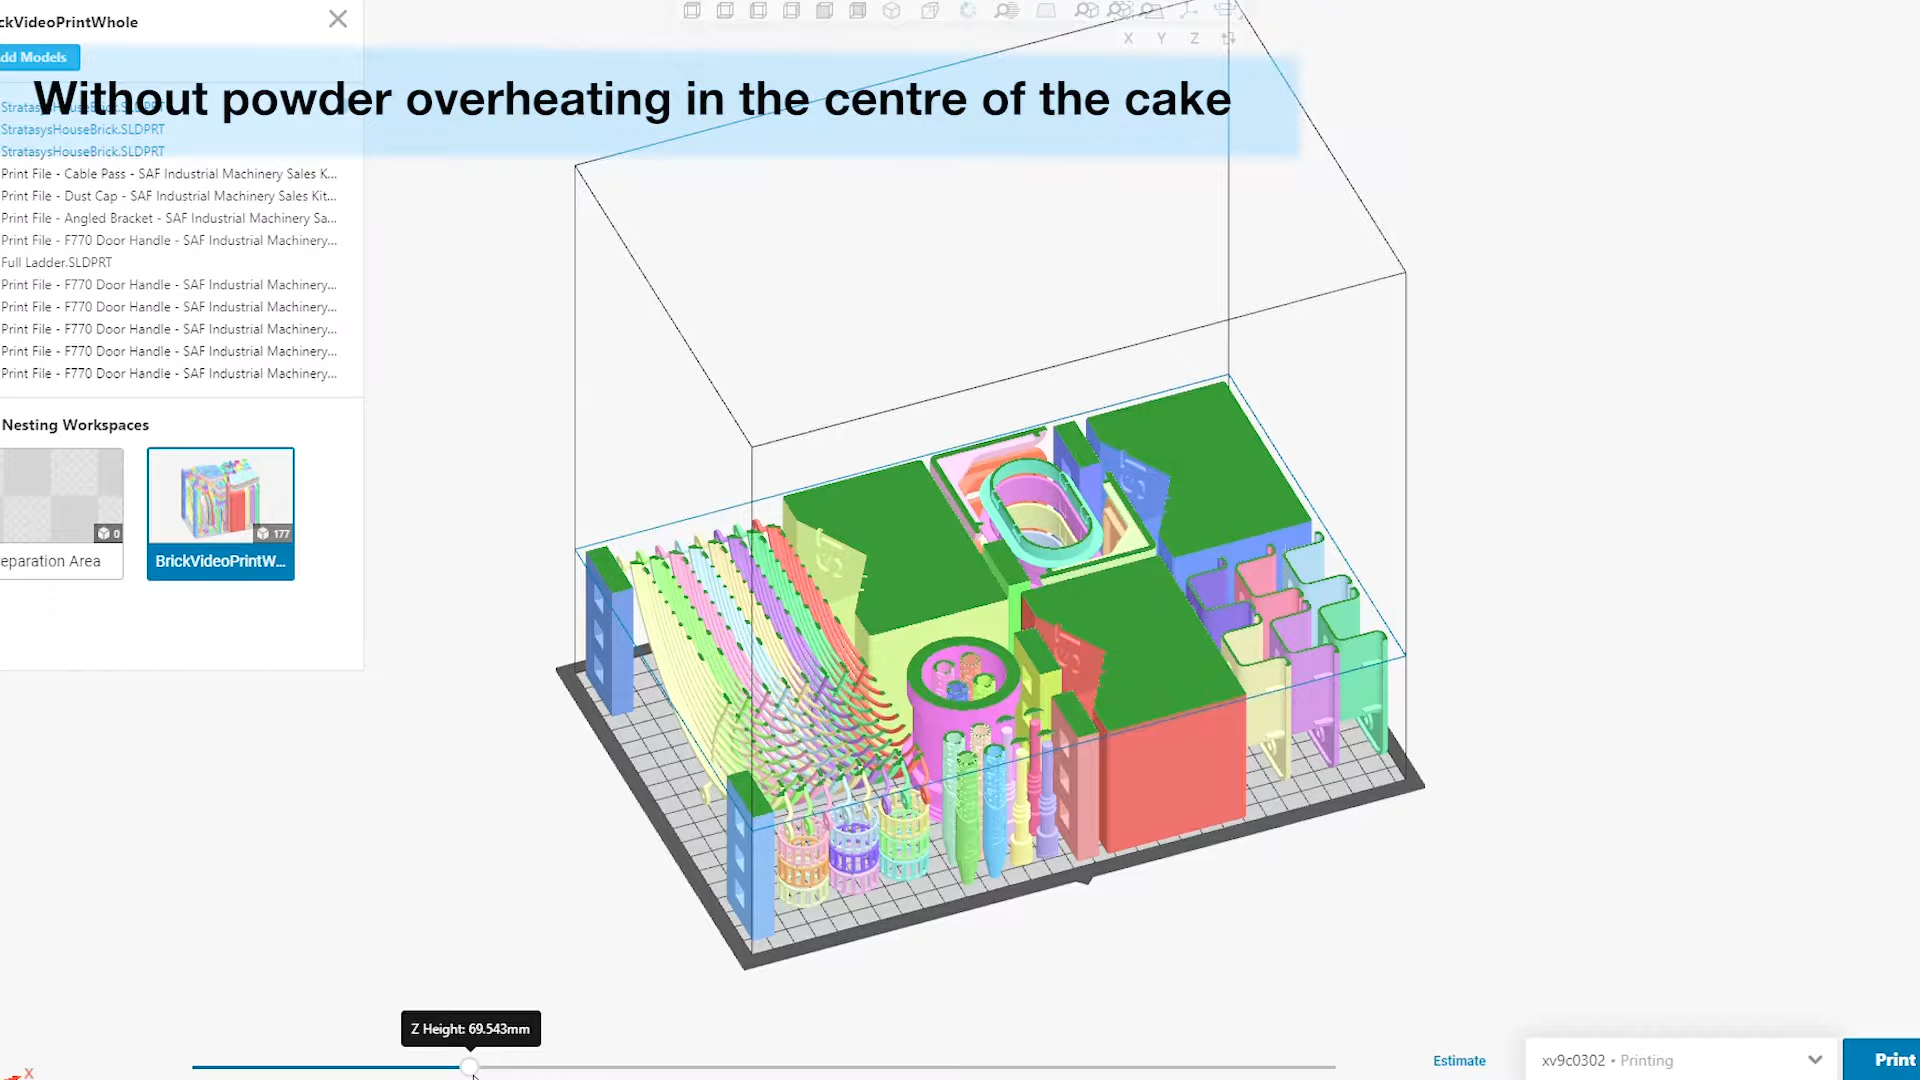 ckVideoPrintWhole
dd Models
Without powder overheating in the centre of the cake
StratasysHouseBrick.SLDPRT
StratasysHouseBrick.SLDPRT
StratasysHouseBrick.SLDPRT
Print File - Cable Pass - SAF Industrial Machinery Sales K...
Print File - Dust Cap - SAF Industrial Machinery Sales Kit...
Print File - Angled Bracket - SAF Industrial Machinery Sa...
Print File - F770 Door Handle - SAF Industrial Machinery...
Full Ladder.SLDPRT
Print File - F770 Door Handle - SAF Industrial Machinery...
Print File - F770 Door Handle - SAF Industrial Machinery...
Print File - F770 Door Handle - SAF Industrial Machinery...
Print File - F770 Door Handle - SAF Industrial Machinery...
Print File - F770 Door Handle - SAF Industrial Machinery...
Nesting Workspaces
0
177
eparation Area
BrickVideoPrintW...
X Y Z
Z Height: 69.543mm
X
Estimate
xv9c0302 • Printing
Print